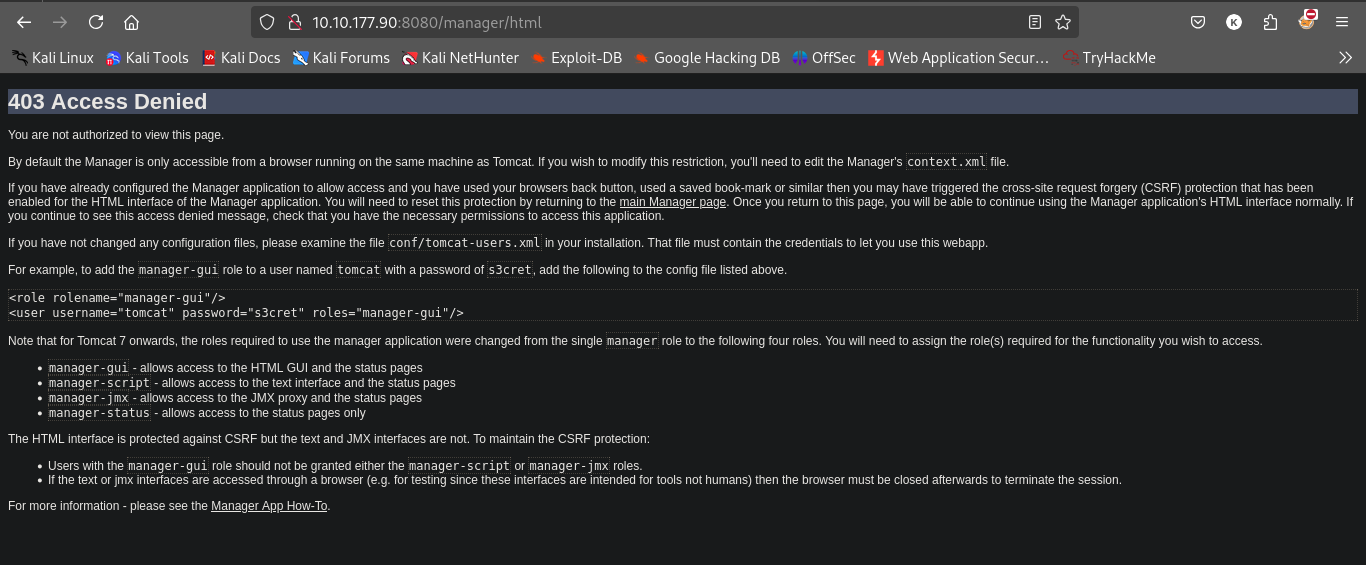 10.10.177.90:8080/manager/html
K
Kali Linux Kali Tools Kali Docs Kali Forums Kali NetHunter Exploit-DB Google Hacking DB OffSec Web Application Secur… TryHackMe
403 Access Denied
You are not authorized to view this page.
By default the Manager is only accessible from a browser running on the same machine as Tomcat. If you wish to modify this restriction, you'll need to edit the Manager's context.xml file.
If you have already configured the Manager application to allow access and you have used your browsers back button, used a saved book-mark or similar then you may have triggered the cross-site request forgery (CSRF) protection that has been
enabled for the HTML interface of the Manager application. You will need to reset this protection by returning to the main Manager page. Once you return to this page, you will be able to continue using the Manager application's HTML interface normally. If
you continue to see this access denied message, check that you have the necessary permissions to access this application.
If you have not changed any configuration files, please examine the file conf/tomcat-users.xml in your installation. That file must contain the credentials to let you use this webapp.
For example, to add the manager-gui role to a user named tomcat with a password of s3cret, add the following to the config file listed above.
<role rolename="manager-gui"/>
<user username="tomcat" password="s3cret" roles="manager-gui"/>
Note that for Tomcat 7 onwards, the roles required to use the manager application were changed from the single manager role to the following four roles. You will need to assign the role(s) required for the functionality you wish to access.
• manager-gui - allows access to the HTML GUI and the status pages
• manager-script - allows access to the text interface and the status pages
• manager-jmx - allows access to the JMX proxy and the status pages
• manager-status - allows access to the status pages only
The HTML interface is protected against CSRF but the text and JMX interfaces are not. To maintain the CSRF protection:
• Users with the manager-gui role should not be granted either the manager-script or manager-jmx roles.
• If the text or jmx interfaces are accessed through a browser (e.g. for testing since these interfaces are intended for tools not humans) then the browser must be closed afterwards to terminate the session.
For more information - please see the Manager App How-To.